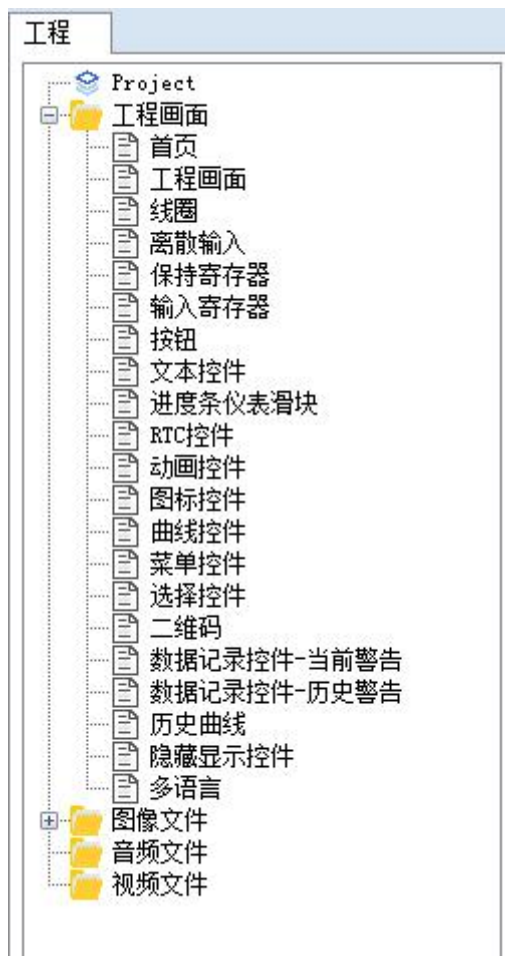 工程
Project
工程画面
首页
工程画面
线圈
离散输入
保持寄存器
输入寄存器
按钮
文本控件
进度条仪表滑块
RTC控件
动画控件
图标控件
曲线控件
菜单控件
选择控件
二维码
数据记录控件-当前警告
数据记录控件-历史警告
历史曲线
隐藏显示控件
多语言
图像文件
音频文件
视频文件